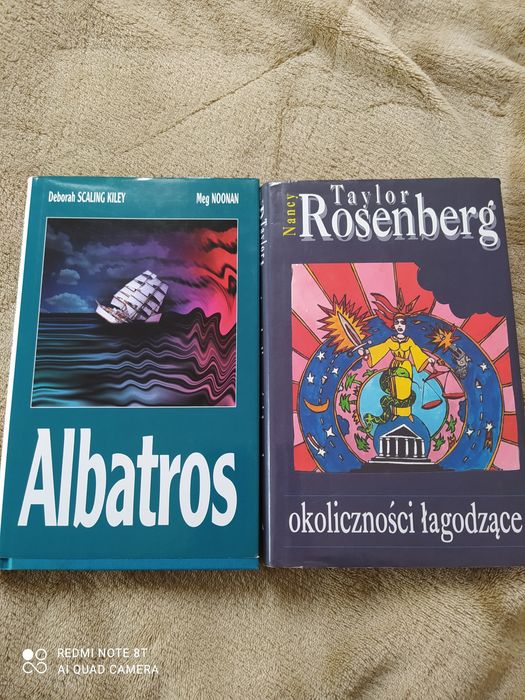 Deborah SCALING KILEY
Meg NOONAN
Albatros
Nancy
Taylor
Rosenberg
okoliczności łagodzące
REDMI NOTE 8T
AI QUAD CAMERA